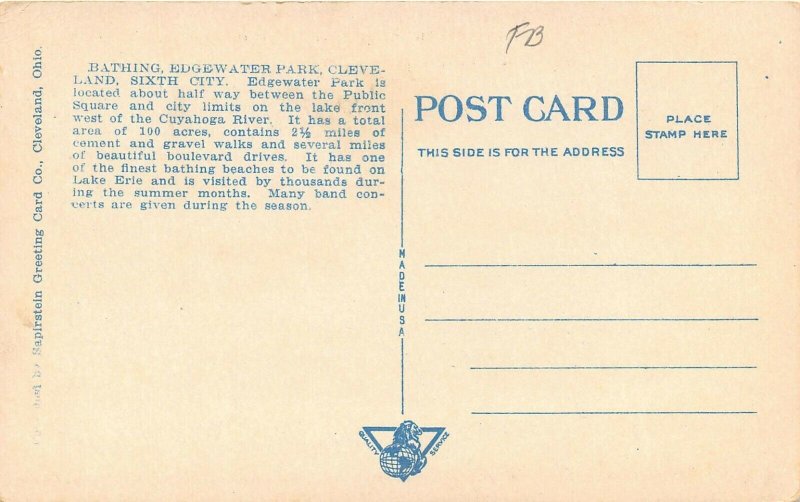 FB
BATHING, EDGEWATER PARK, CLEVE-
LAND, SIXTH CITY. Edgewater Park is
located about half way between the Public
Square and city limits on the lake front
west of the Cuyahoga River. It has a total
area of 100 acres, contains 2½ miles of
cement and gravel walks and several miles
of beautiful boulevard drives. It has one
of the finest bathing beaches to be found on
Lake Erie and is visited by thousands dur-
ing the summer months. Many band con-
certs are given during the season.
Sapirstein Greeting Card Co., Cleveland, Ohio.
POST CARD
THIS SIDE IS FOR THE ADDRESS
PLACE
STAMP HERE
MADE IN USA
QUALITY
SERVICE